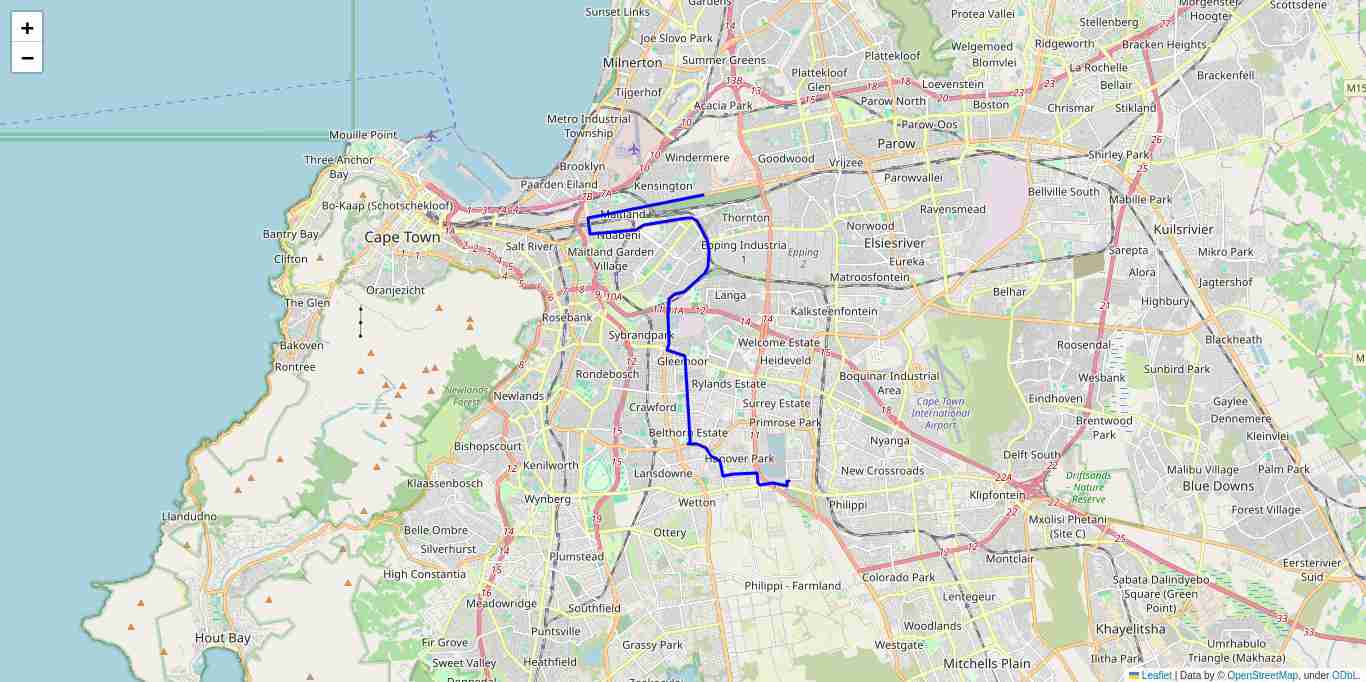 +
−
Sunset Links
Gardens
Morgenster
Hoogte
Scottsdene
Protea Vallei
Stellenberg
Joe Slovo Park
Milnerton
Summer Greens
Welgemoed
Ridgeworth
Bracken Heights
Plattekloof
Blomvlei
La Rochelle
Plattekloof
Glen
Loevenstein
Bellair
Brackenfell
M15
Tijgerhof
13B
13
15
18
20
23
23
Acacia Park
Parow North
Boston
Chrismar
Stikland
Metro Industrial
Township
10
Parow-Oos
Mouille Point
26
Parow
Three Anchor
Bay
Brooklyn
10
Windermere
Goodwood
Vrijzee
Shirley Park
25
Paarden Eiland
Kensington
Parowvallei
Bellville South
Mabille Park
Bo-Kaap (Schotschekloof)
7A
2B
Ravensmead
Maitland
Thornton
Norwood
Kuilsrivier
Bantry Bay
Cape Town
Ndabeni
Salt River
Epping Industria
1
Elsiesriver
Sarepta
Mikro Park
Clifton
Maitland Garden
Village
Epping
2
Eureka
Alora
Matroosfontein
Jagtershof
Oranjezicht
10A
Langa
Belhar
Highbury
The Glen
Rosebank
12
Kalksteenfontein
Sybrandpark
14
Welcome Estate
Roosendal
Blackheath
Bakoven
Rontree
Gleemoor
12
Heideveld
15
Rondebosch
Boquinar Industrial
Area
Wesbank
Sunbird Park
Newlands
Forest
Newlands
Rylands Estate
Cape Town
International
Airport
Eindhoven
Gaylee
Crawford
Surrey Estate
Dennemere
Primrose Park
Brentwood
Park
Belthorn Estate
11
18
Kleinvlei
Bishopscourt
Nyanga
Hanover Park
Delft South
Kenilworth
Lansdowne
New Crossroads
Malibu Village
Palm Park
Klaassenbosch
22A
Driftsands
Nature
Reserve
Blue Downs
Wynberg
Wetton
Philippi
Klipfontein
Forest Village
Llandudno
Mxolisi Phetani
(Site C)
Belle Ombre
14
19
Ottery
22
25
Silverhurst
Plumstead
12
Montclair
Eersterivier
Suid
High Constantia
15
Colorado Park
Philippi - Farmland
Sabata Dalindyebo
Square (Green
Point)
Lentegeur
Meadowridge
Southfield
33
Hout Bay
Puntsville
Woodlands
Khayelitsha
Fir Grove
Grassy Park
Westgate
Umrhabulo
Triangle (Makhaza)
Sweet Valley
Heathfield
Mitchells Plain
Ilitha Park
Leaflet | Data by © OpenStreetMap, under ODbL.